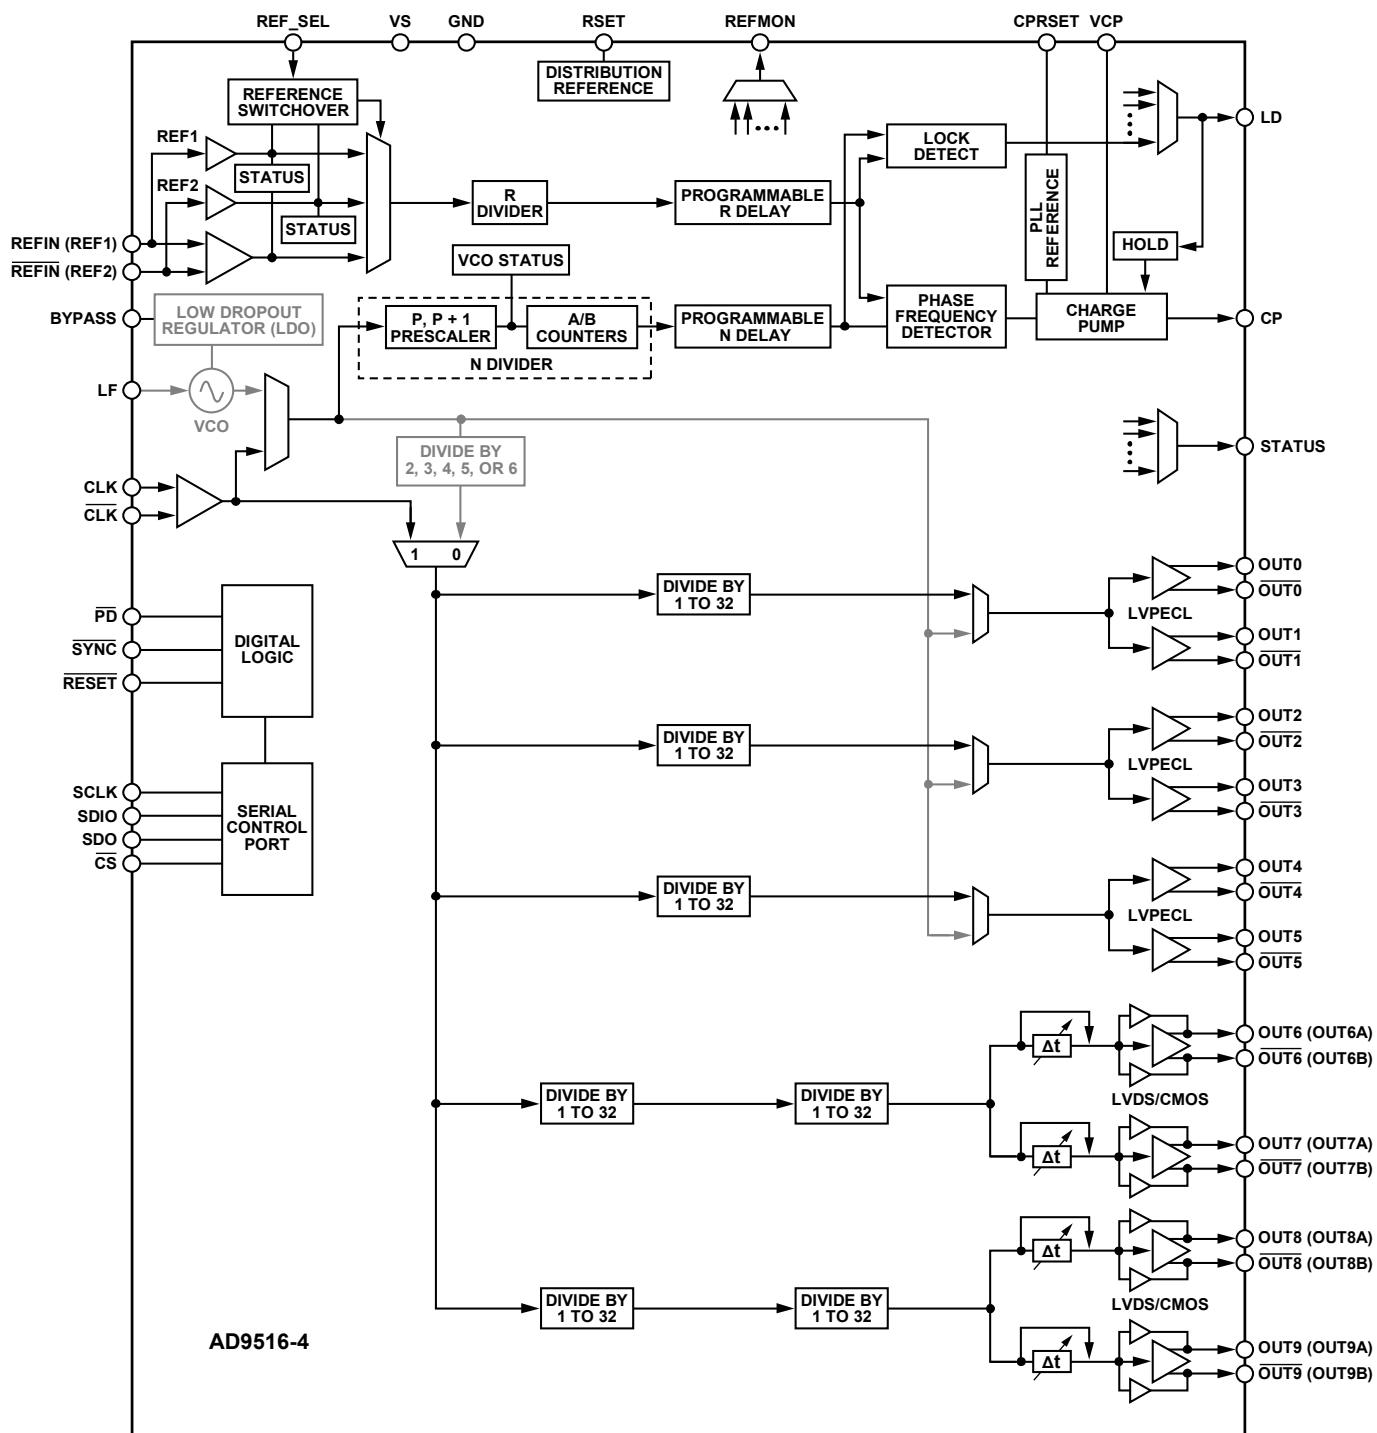 REF_SEL VS GND RSET REFMON CPRSET VCP
DISTRIBUTION
REFERENCE
REFERENCE
SWITCHOVER
REF1
STATUS
REF2
STATUS
R
DIVIDER
PROGRAMMABLE
R DELAY
LOCK
DETECT
LD
PLL
REFERENCE
HOLD
REFIN (REF1)
REFIN (REF2)
VCO STATUS
BYPASS
LOW DROPOUT
REGULATOR (LDO)
P, P + 1
PRESCALER
A/B
COUNTERS
N DIVIDER
PROGRAMMABLE
N DELAY
PHASE
FREQUENCY
DETECTOR
CHARGE
PUMP
CP
LF
VCO
DIVIDE BY
2, 3, 4, 5, OR 6
STATUS
CLK
CLK
1 0
PD
SYNC
RESET
DIGITAL
LOGIC
DIVIDE BY
1 TO 32
LVPECL
OUT0
OUT0
OUT1
OUT1
DIVIDE BY
1 TO 32
LVPECL
OUT2
OUT2
OUT3
OUT3
SCLK
SDIO
SDO
CS
SERIAL
CONTROL
PORT
DIVIDE BY
1 TO 32
LVPECL
OUT4
OUT4
OUT5
OUT5
DIVIDE BY
1 TO 32
DIVIDE BY
1 TO 32
Δt
OUT6 (OUT6A)
OUT6 (OUT6B)
LVDS/CMOS
Δt
OUT7 (OUT7A)
OUT7 (OUT7B)
DIVIDE BY
1 TO 32
DIVIDE BY
1 TO 32
Δt
OUT8 (OUT8A)
OUT8 (OUT8B)
LVDS/CMOS
Δt
OUT9 (OUT9A)
OUT9 (OUT9B)
AD9516-4